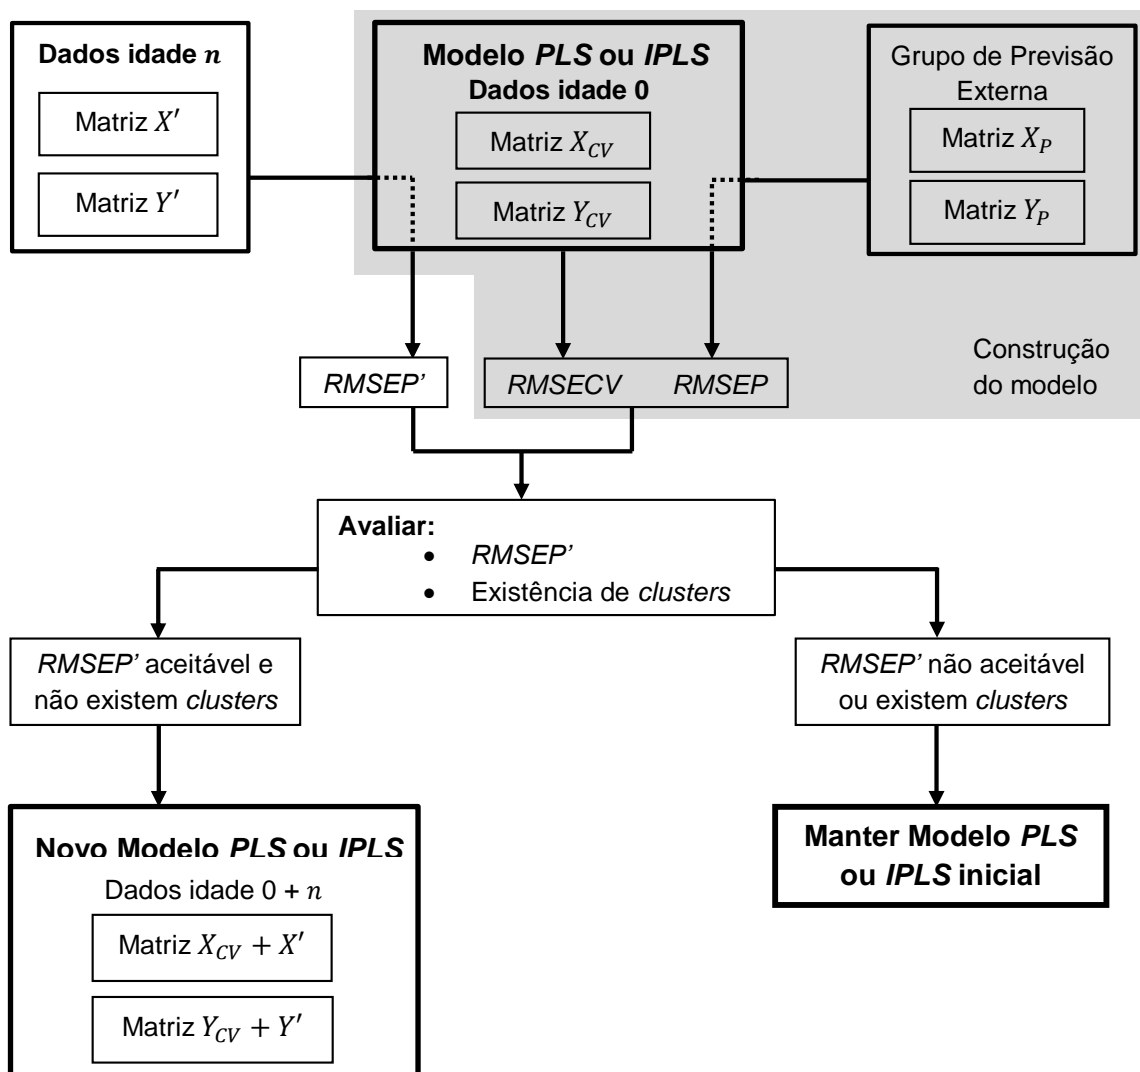 Dados idade n
Matriz X′
Matriz Y′
Modelo PLS ou IPLS
Dados idade 0
Matriz X_CV
Matriz Y_CV
Grupo de Previsão
Externa
Matriz X_P
Matriz Y_P
Construção
do modelo
RMSEP'
RMSECV RMSEP
Avaliar:
• RMSEP'
• Existência de clusters
RMSEP' aceitável e
não existem clusters
RMSEP' não aceitável
ou existem clusters
Novo Modelo PLS ou IPLS
Dados idade 0 + n
Matriz X_CV + X′
Matriz Y_CV + Y′
Manter Modelo PLS
ou IPLS inicial